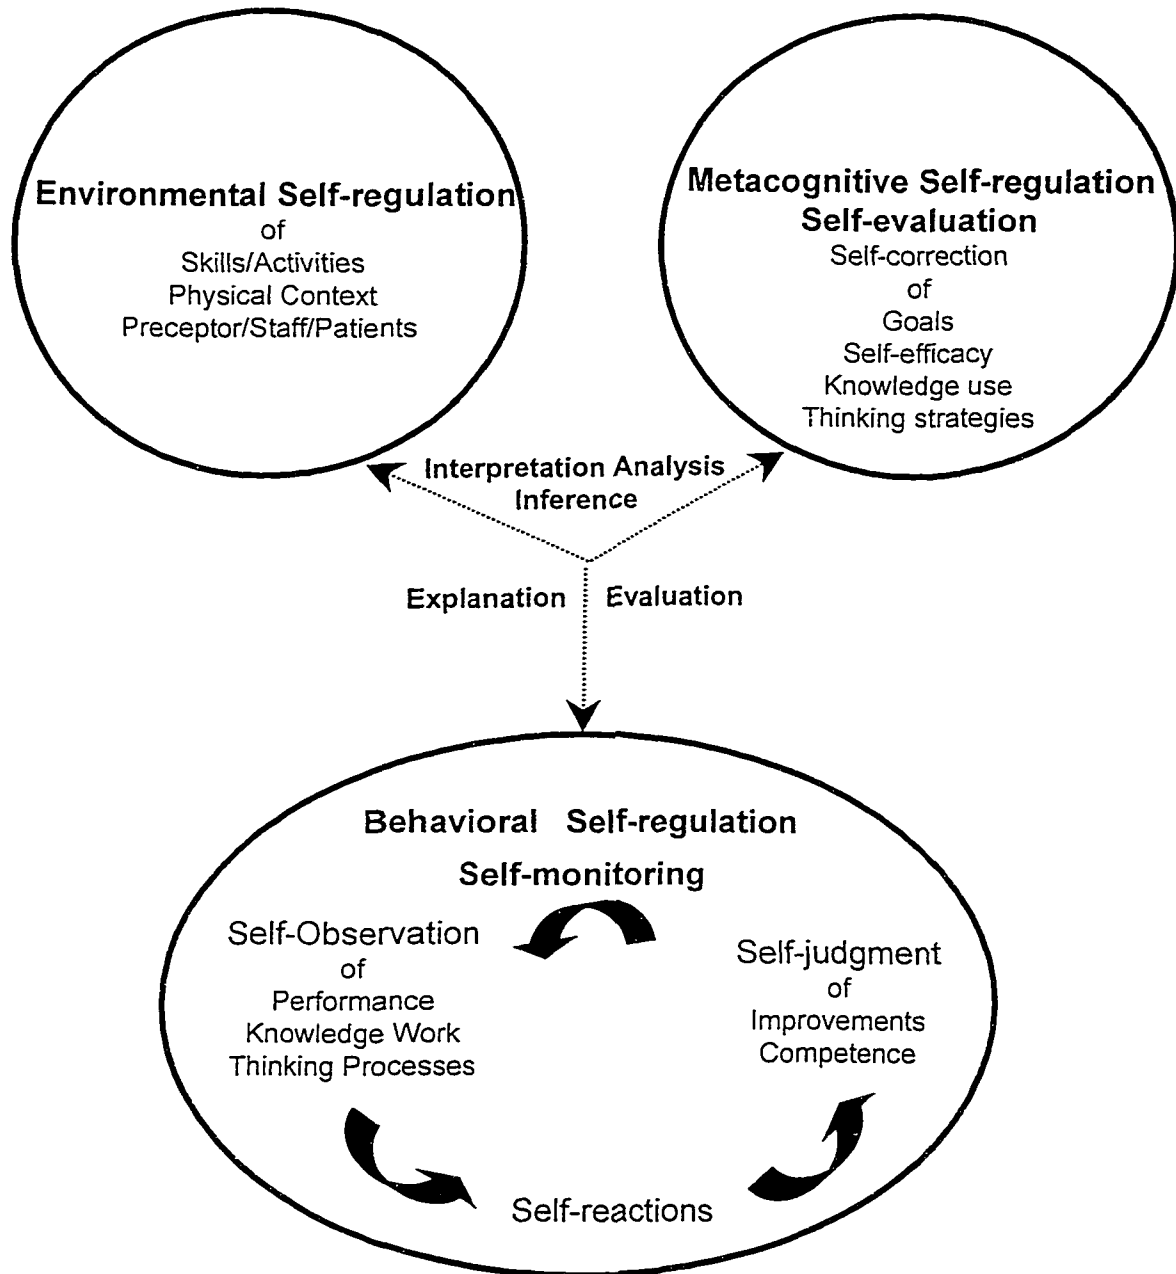 Environmental Self-regulation
of
Skills/Activities
Physical Context
Preceptor/Staff/Patients
Metacognitive Self-regulation
Self-evaluation
Self-correction
of
Goals
Self-efficacy
Knowledge use
Thinking strategies
Interpretation Analysis
Inference
Explanation
Evaluation
Behavioral Self-regulation
Self-monitoring
Self-Observation
of
Performance
Knowledge Work
Thinking Processes
Self-judgment
of
Improvements
Competence
Self-reactions